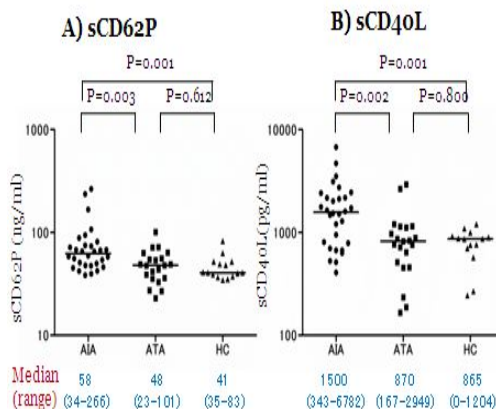 A) sCD62P
P=0.001
P=0.003
P=0.612
sCD62P (ng/ml)
1000
100
10
AIA
ATA
HC
B) sCD40L
P=0.001
P=0.002
P=0.800
sCD40L(pg/ml)
10000
1000
100
AIA
ATA
HC
Median
(range)
58
(34-266)
48
(23-101)
41
(35-83)
1500
(343-6782)
870
(167-2949)
865
(0-1204)